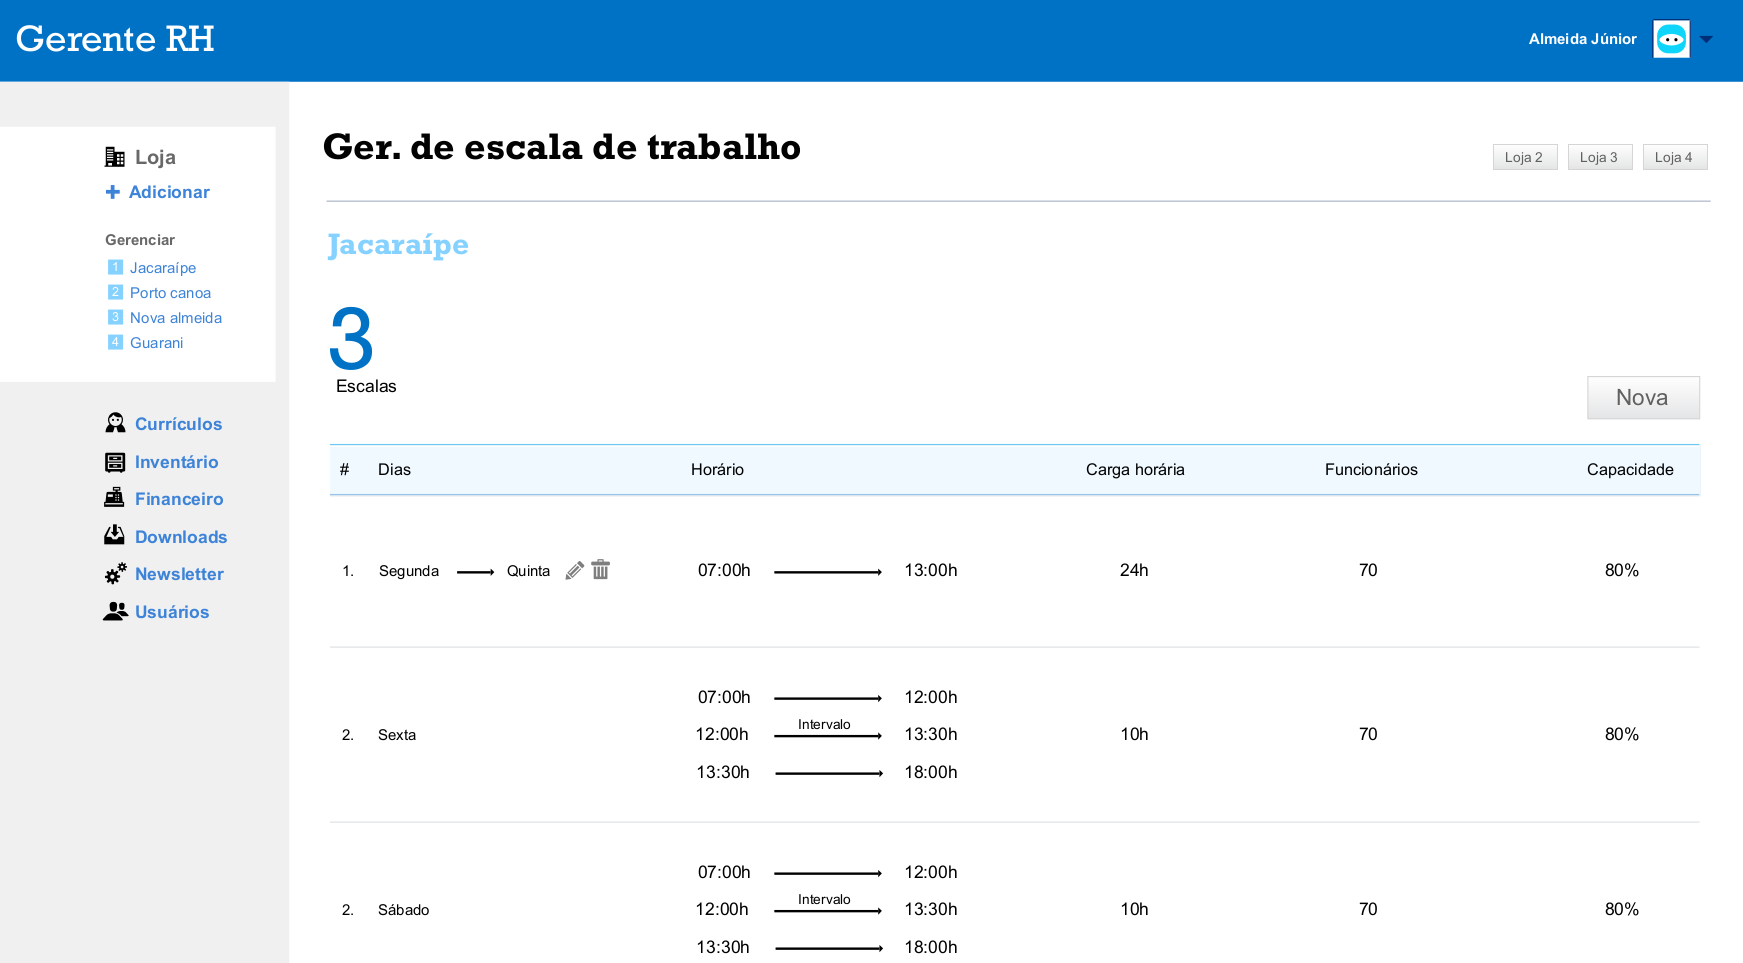 Gerente RH
Almeida Júnior
Loja
Adicionar
Gerenciar
1 Jacaraípe
2 Porto canoa
3 Nova almeida
4 Guarani
Currículos
Inventário
Financeiro
Downloads
Newsletter
Usuários
Ger. de escala de trabalho
Loja 2 Loja 3 Loja 4
Jacaraípe
3
Escalas
Nova
# Dias Horário Carga horária Funcionários Capacidade
1. Segunda Quinta 07:00h 13:00h 24h 70 80%
07:00h 12:00h
Intervalo
2. Sexta 12:00h 13:30h 10h 70 80%
13:30h 18:00h
07:00h 12:00h
Intervalo
2. Sábado 12:00h 13:30h 10h 70 80%
13:30h 18:00h